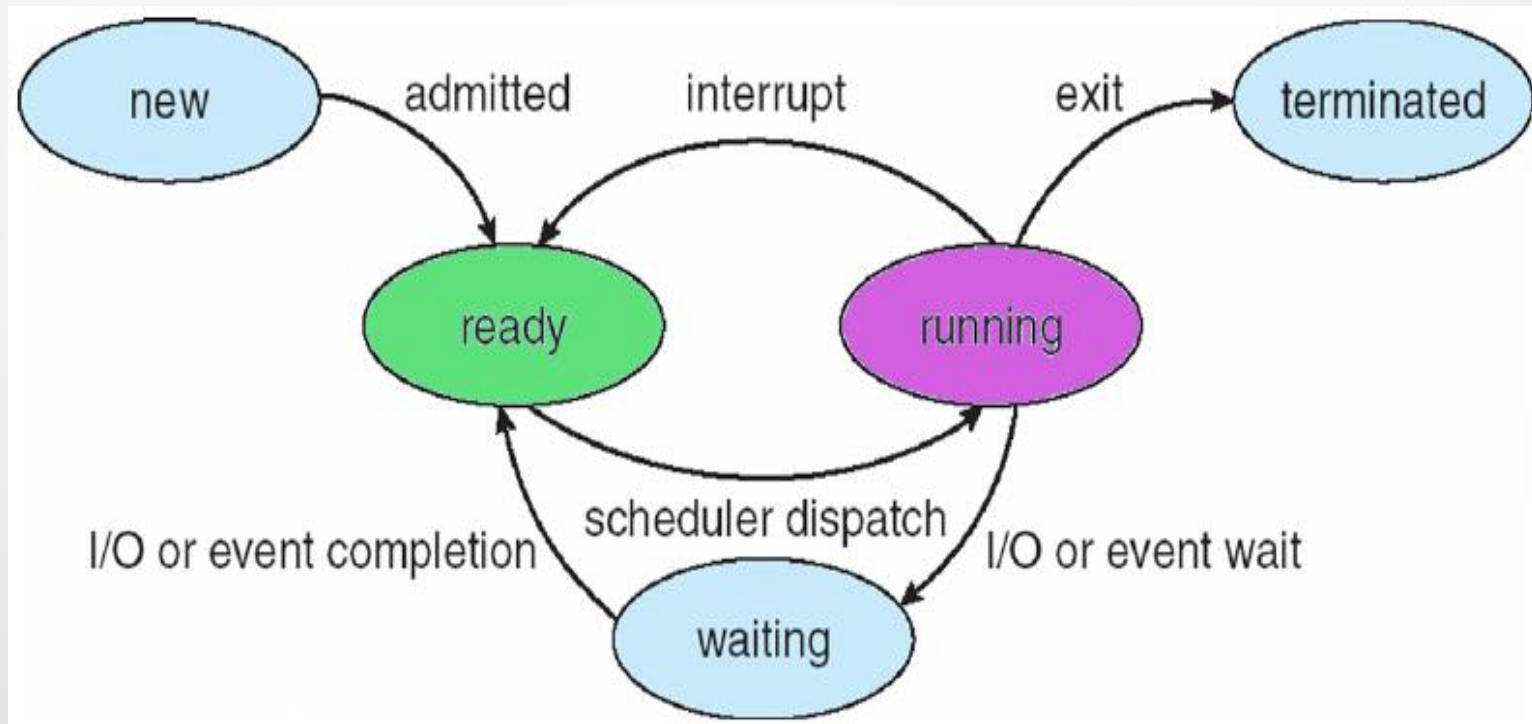 new
admitted
interrupt
exit
terminated
ready
running
scheduler dispatch
I/O or event completion
I/O or event wait
waiting